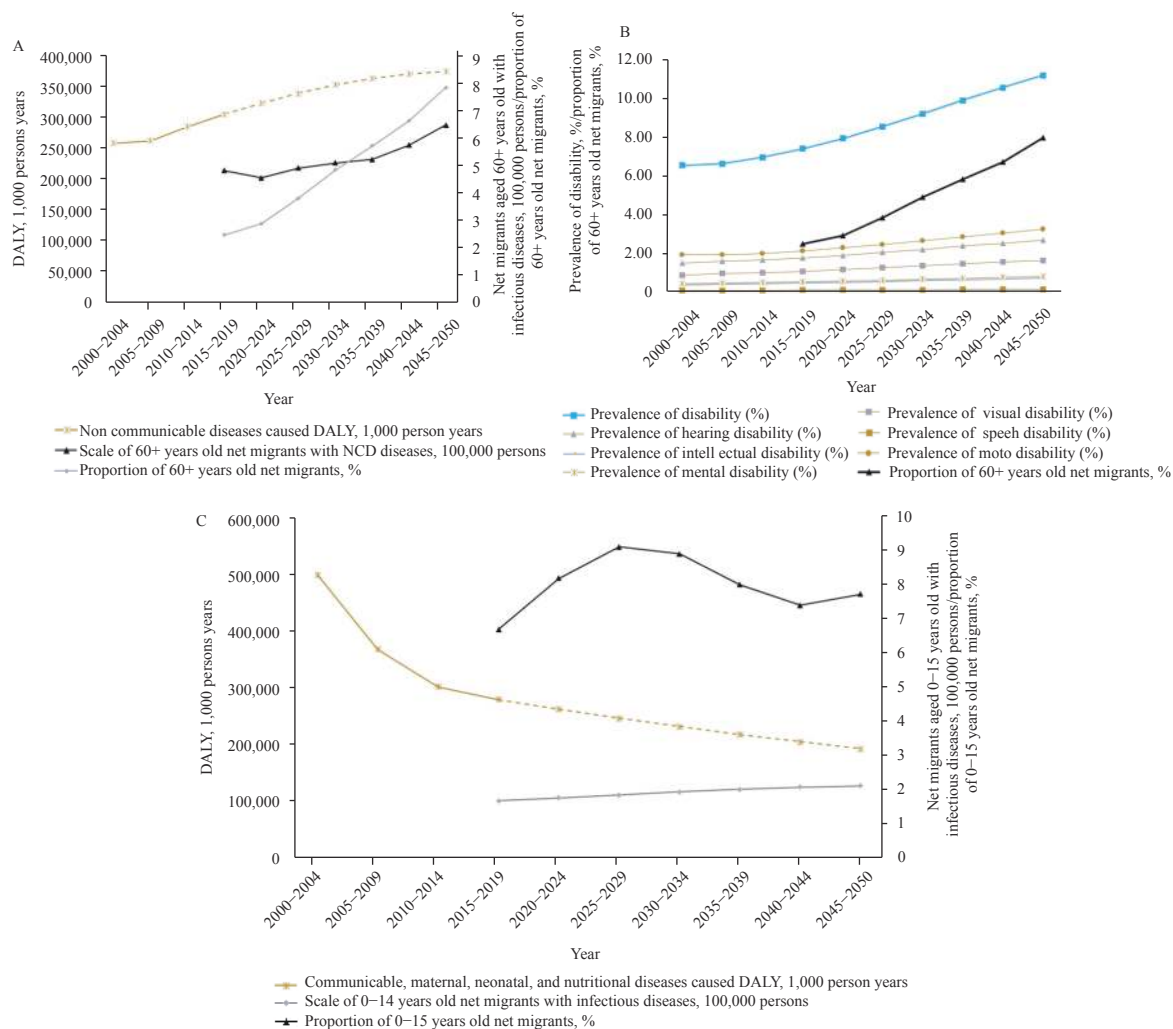 A
400,000
350,000
300,000
250,000
200,000
150,000
100,000
50,000
0
DALY, 1,000 persons years
9
8
7
6
5
4
3
2
1
0
Net migrants aged 60+ years old with
infectious diseases, 100,000 persons/proportion of
60+ years old net migrants, %
2000−2004
2005−2009
2010−2014
2015−2019
2020−2024
2025−2029
2030−2034
2035−2039
2040−2044
2045−2050
Year
Non communicable diseases caused DALY, 1,000 person years
Scale of 60+ years old net migrants with NCD diseases, 100,000 persons
Proportion of 60+ years old net migrants, %
B
12.00
10.00
8.00
6.00
4.00
2.00
0.00
Prevalence of disability, %/proportion
of 60+ years old net migrants, %
2000−2004
2005−2009
2010−2014
2015−2019
2020−2024
2025−2029
2030−2034
2035−2039
2040−2044
2045−2050
Year
Prevalence of disability (%)
Prevalence of hearing disability (%)
Prevalence of intell ectual disability (%)
Prevalence of mental disability (%)
Prevalence of visual disability (%)
Prevalence of speeh disability (%)
Prevalence of moto disability (%)
Proportion of 60+ years old net migrants, %
C
600,000
500,000
400,000
300,000
200,000
100,000
0
DALY, 1,000 persons years
10
9
8
7
6
5
4
3
2
1
0
Net migrants aged 0−15 years old with
infectious diseases, 100,000 persons/proportion
of 0−15 years old net migrants, %
2000−2004
2005−2009
2010−2014
2015−2019
2020−2024
2025−2029
2030−2034
2035−2039
2040−2044
2045−2050
Year
Communicable, maternal, neonatal, and nutritional diseases caused DALY, 1,000 person years
Scale of 0−14 years old net migrants with infectious diseases, 100,000 persons
Proportion of 0−15 years old net migrants, %